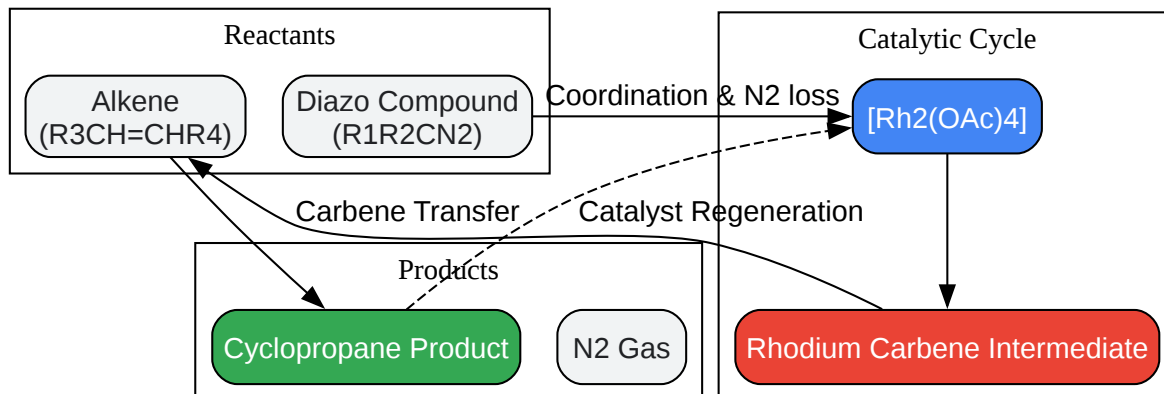 Reactants
Catalytic Cycle
Alkene
(R3CH=CHR4)
Diazo Compound
(R1R2CN2)
Coordination & N2 loss
[Rh2(OAc)4]
Carbene Transfer
Catalyst Regeneration
Products
Cyclopropane Product
N2 Gas
Rhodium Carbene Intermediate